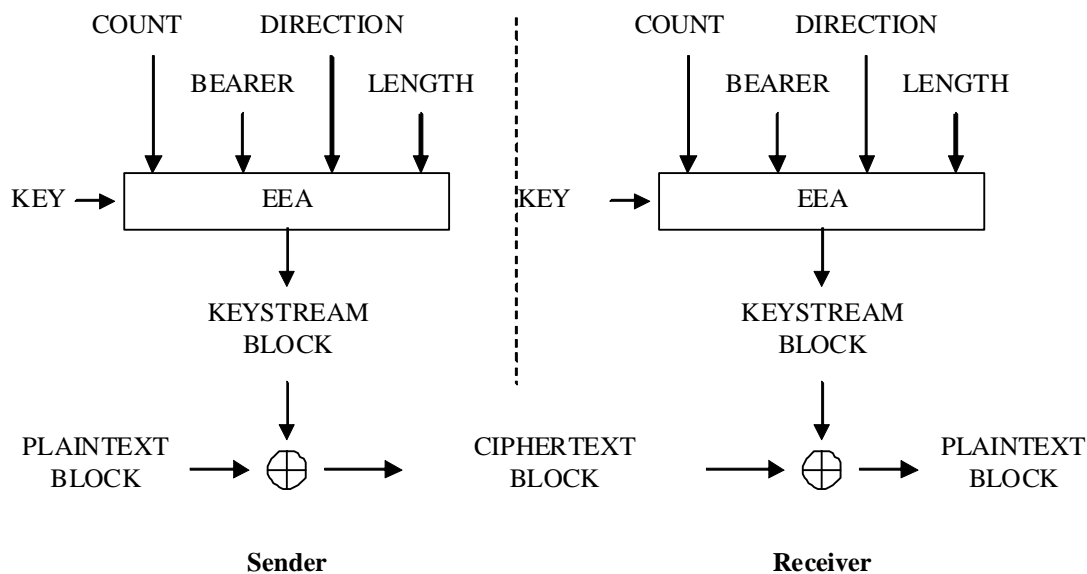 COUNT DIRECTION
BEARER LENGTH
KEY EEA
KEYSTREAM
BLOCK
PLAINTEXT
BLOCK
COUNT DIRECTION
BEARER LENGTH
KEY EEA
KEYSTREAM
BLOCK
CIPHERTEXT
BLOCK
PLAINTEXT
BLOCK
Sender
Receiver